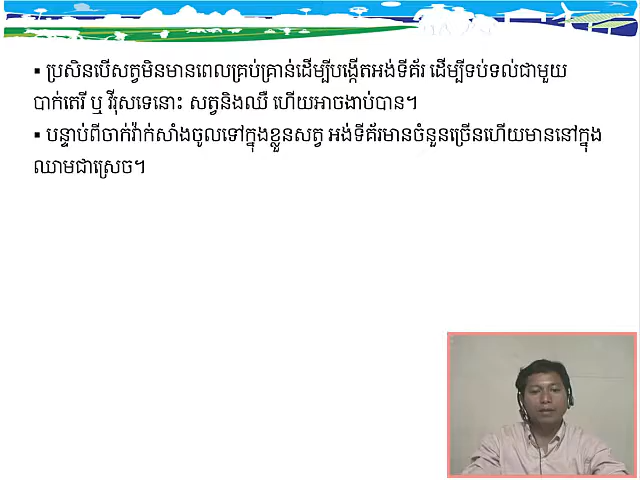 ▪ ប្រសិនបើសត្វមិនមានពេលគ្រប់គ្រាន់ដើម្បីបង្កើតអង់ទីគ័រ ដើម្បីទប់ទល់ជាមួយ
បាក់តេរី ឬ វីរុសទេនោះ សត្វនិងឈឺ ហើយអាចងាប់បាន។
▪ បន្ទាប់ពីចាក់វ៉ាក់សាំងចូលទៅក្នុងខ្លួនសត្វ អង់ទីគ័រមានចំនួនច្រើនហើយមាននៅក្នុង
ឈាមជាស្រេច។